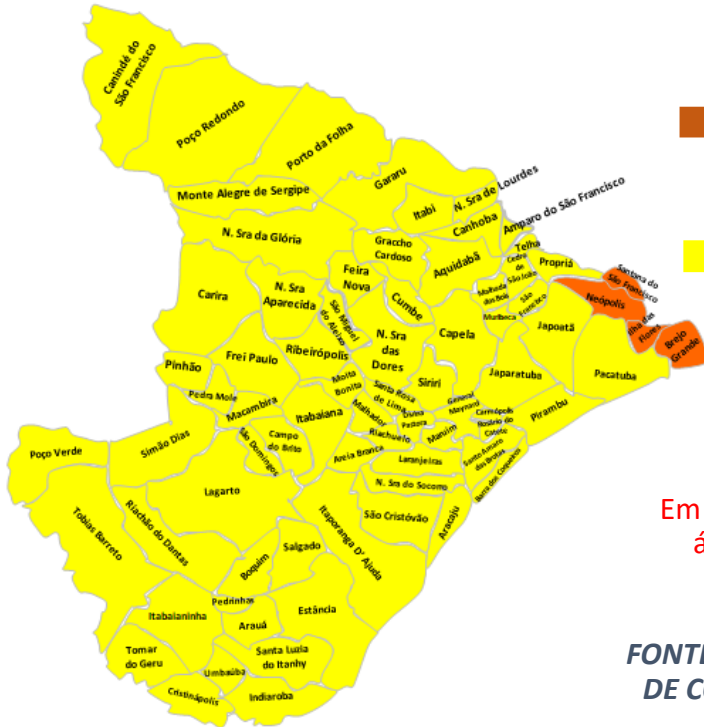 Canindé do
São Francisco
Poço Redondo
Porto da Folha
Monte Alegre de Sergipe
Gararu
N. Sra de Lourdes
Itabi
Amparo do São Francisco
Canhoba
N. Sra da Glória
Graccho
Cardoso
Aquidabã
Telha
Cedro
de
São João
Propriá
Santana do
São Francisco
Feira
Nova
Carira
N. Sra
Aparecida
São Miguel
do Aleixo
Cumbe
Malhada
dos Bois
São
Francisco
Muribeca
Neópolis
Ilha das
Flores
Brejo
Grande
N. Sra
das
Dores
Capela
Japoatã
Pacatuba
Japaratuba
Frei Paulo
Ribeirópolis
Pinhão
Pedra Mole
Macambira
Moita
Bonita
Siriri
Santa Rosa
de Lima
Divina
Pastora
General
Maynard
Carmópolis
Rosário do
Catete
Pirambu
Itabaiana
Malhador
Riachuelo
Maruim
Santo Amaro
das Brotas
Barra dos Coqueiros
Poço Verde
Simão Dias
São Domingos
Campo
do Brito
Areia Branca
Laranjeiras
N. Sra do Socorro
Lagarto
São Cristóvão
Aracaju
Tobias Barreto
Riachão do Dantas
Itaporanga D' Ajuda
Em
á
Salgado
Boquim
Pedrinhas
Itabaianinha
Arauá
Estância
Tomar
do Geru
Santa Luzia
do Itanhy
Umbaúba
Cristinápolis
Indiaroba
FONTE
DE CO